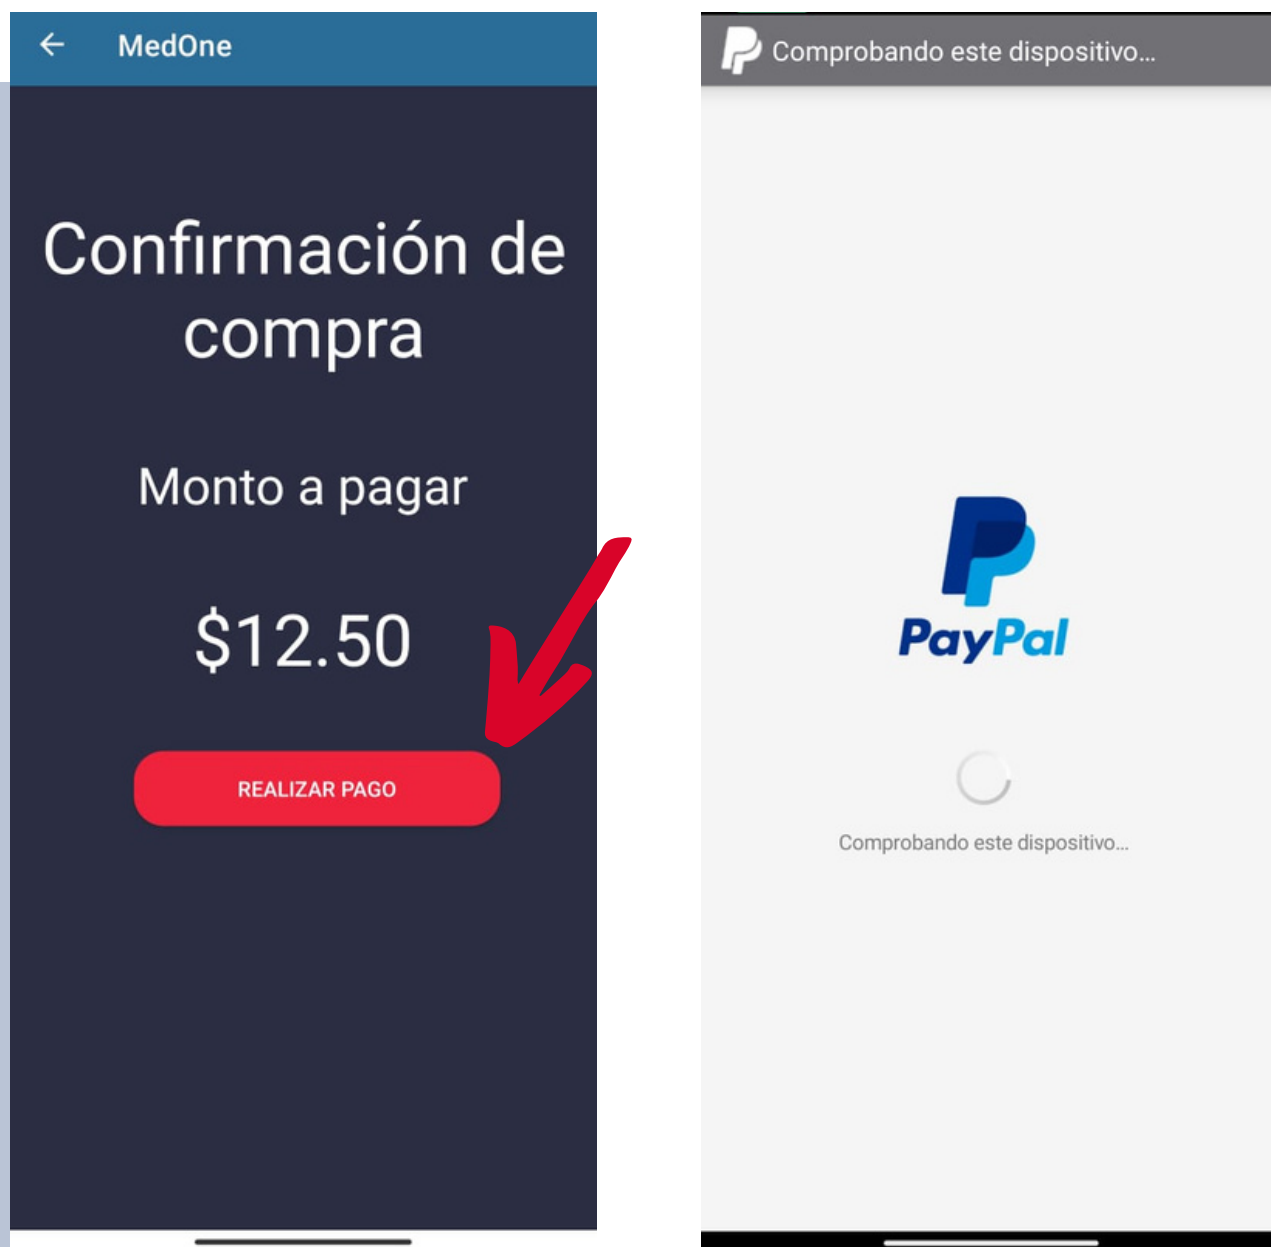 MedOne
Confirmación de
compra
Monto a pagar
$12.50
REALIZAR PAGO
Comprobando este dispositivo...
PayPal
Comprobando este dispositivo...